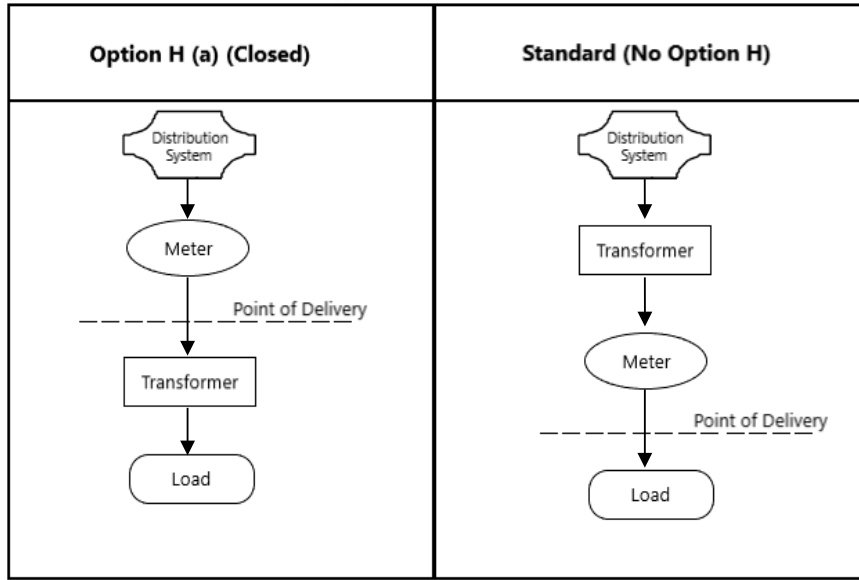 Option H (a) (Closed)
Standard (No Option H)
Distribution
System
Meter
Point of Delivery
Transformer
Load
Distribution
System
Transformer
Meter
Point of Delivery
Load